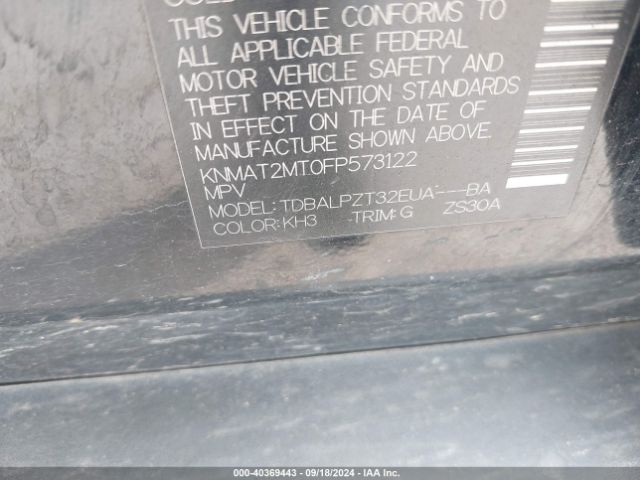 THIS VEHICLE CONFORMS TO
ALL APPLICABLE FEDERAL
MOTOR VEHICLE SAFETY AND
THEFT PREVENTION STANDARDS
IN EFFECT ON THE DATE OF
MANUFACTURE SHOWN ABOVE.
KNMAT2MT0FP573122
MPV
MODEL: TDBALPZT32EUA----BA
COLOR: KH3 TRIM: G ZS30A
000-40369443 - 09/18/2024 - IAA Inc.